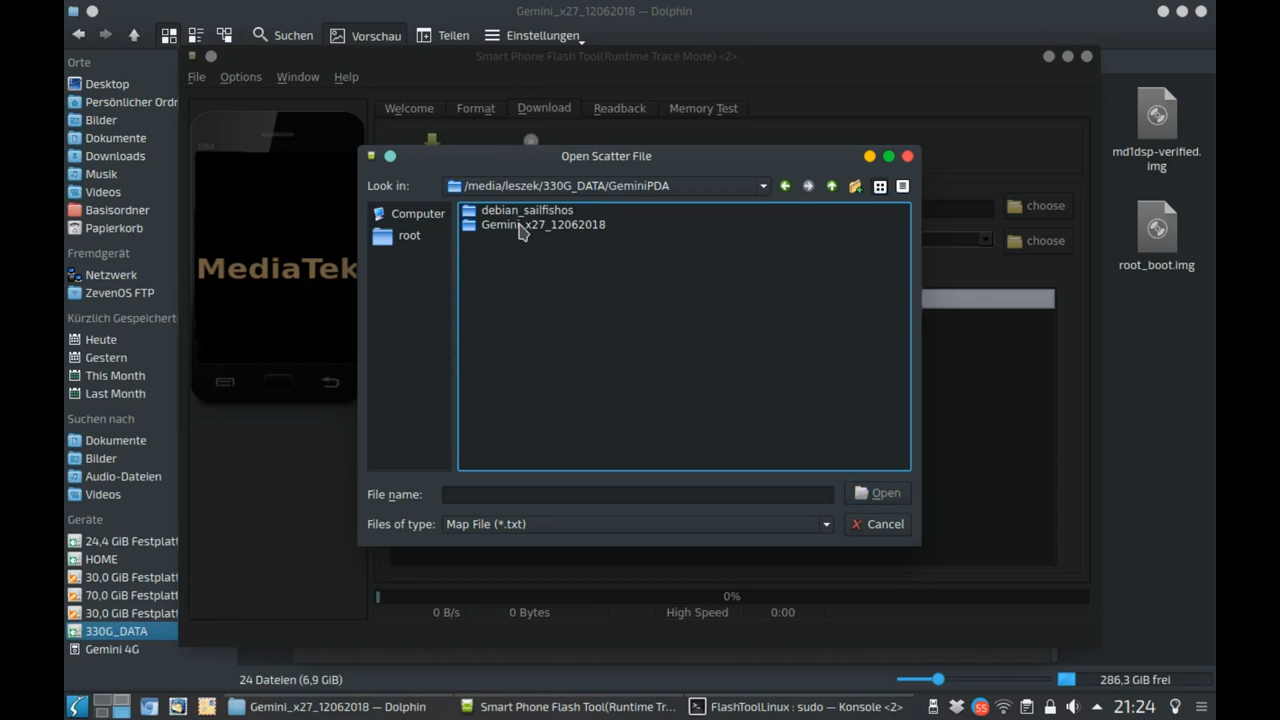 Gemini_x27_12062018 — Dolphin
Suchen
Vorschau
Teilen
Einstellungen
Orte
Desktop
Persönlicher Ordn
Bilder
Dokumente
Downloads
Musik
Videos
Basisordner
Papierkorb
Fremdgerät
Netzwerk
ZevenOS FTP
Kürzlich Gespeichert
Heute
Gestern
This Month
Last Month
Suchen nach
Dokumente
Bilder
Audio-Dateien
Videos
Geräte
24,4 GiB Festplatt
HOME
30,0 GiB Festplatt
70,0 GiB Festplatt
30,0 GiB Festplatt
330G_DATA
Gemini 4G
Smart Phone Flash Tool(Runtime Trace Mode) <2>
File
Options
Window
Help
Welcome
Format
Download
Readback
Memory Test
BM
MediaTek
choose
choose
Open Scatter File
Look in:
/media/leszek/330G_DATA/GeminiPDA
Computer
root
debian_sailfishos
Gemini_x27_12062018
File name:
Open
Files of type:
Map File (*.txt)
Cancel
0%
0 B/s
0 Bytes
High Speed
0:00
md1dsp-verified.
img
root_boot.img
24 Dateien (6,9 GiB)
286,3 GiB frei
Gemini_x27_12062018 — Dolphin
Smart Phone Flash Tool(Runtime Tr...
FlashToolLinux : sudo — Konsole <2>
SS
21:24